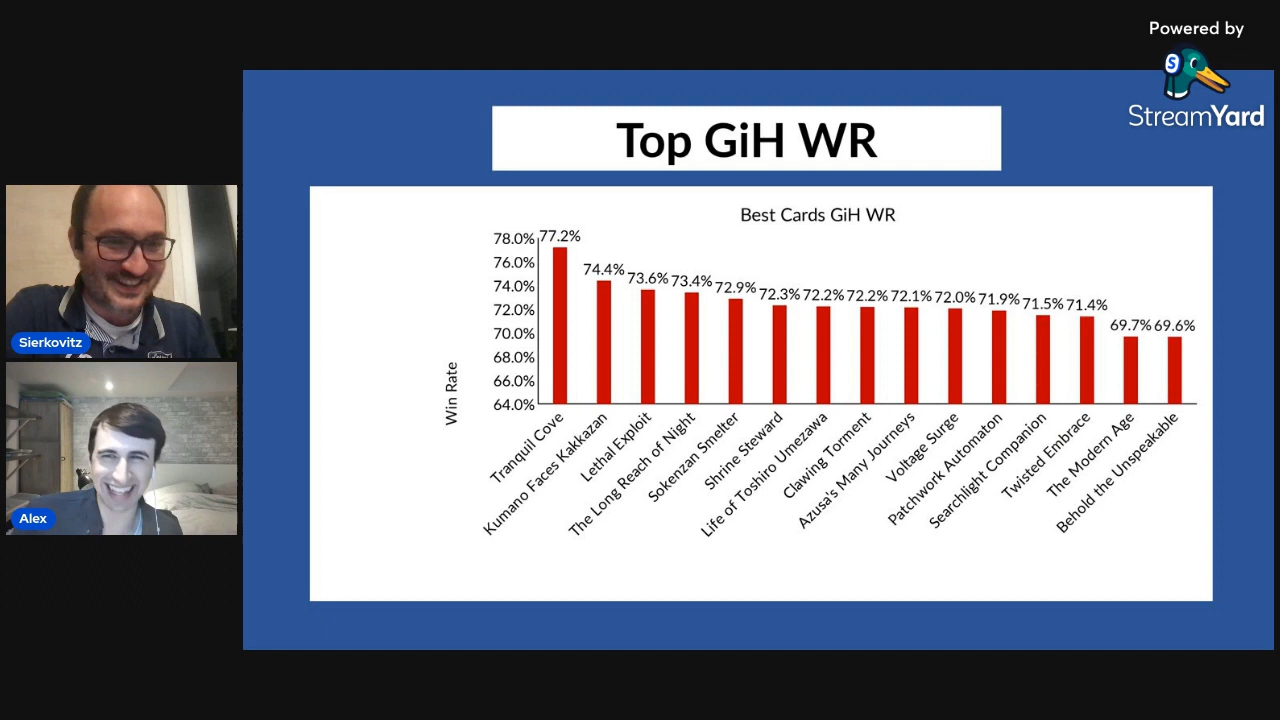 Powered by
StreamYard
Top GiH WR
Best Cards GiH WR
Win Rate
78.0%
76.0%
74.0%
72.0%
70.0%
68.0%
66.0%
64.0%
77.2%
74.4%
73.6%
73.4%
72.9%
72.3%
72.2%
72.2%
72.1%
72.0%
71.9%
71.5%
71.4%
69.7%
69.6%
Tranquil Cove
Kumano Faces Kakkazan
Lethal Exploit
The Long Reach of Night
Sokenzan Smelter
Shrine Steward
Life of Toshiro Umezawa
Clawing Torment
Azusa's Many Journeys
Voltage Surge
Patchwork Automaton
Searchlight Companion
Twisted Embrace
The Modern Age
Behold the Unspeakable
Sierkovitz
Alex